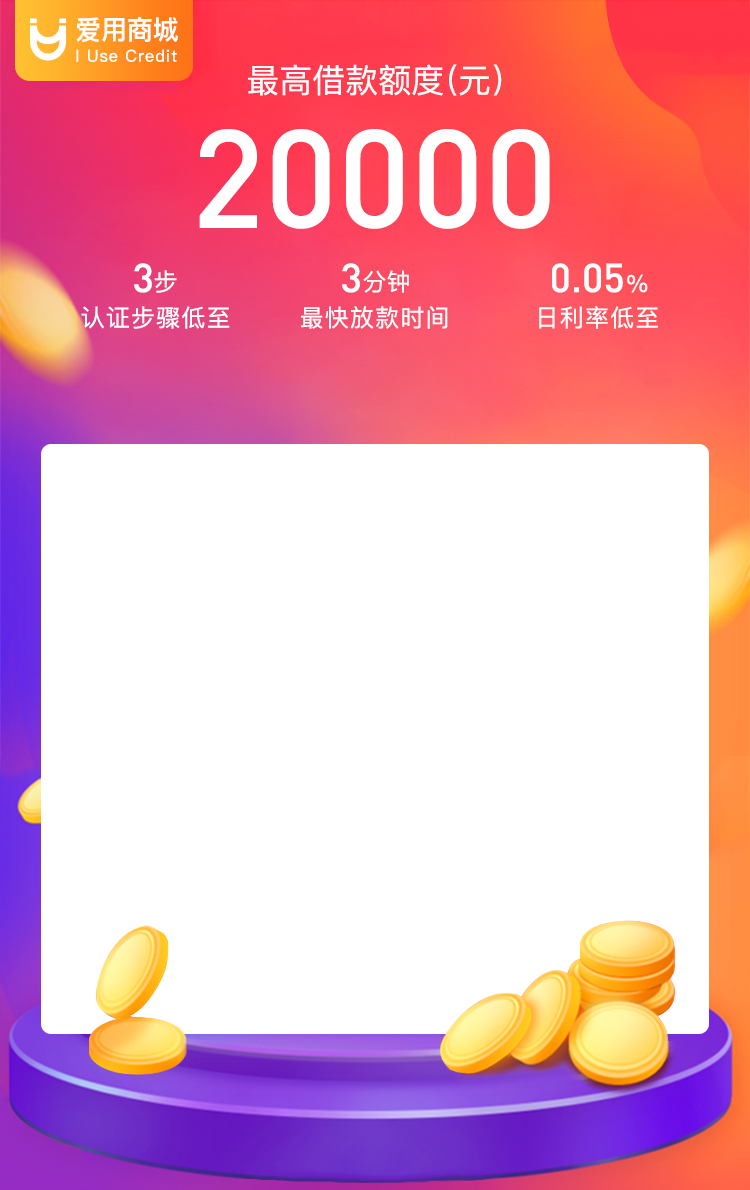 爱用商城
I Use Credit
最高借款额度(元)
20000
3步
认证步骤低至
3分钟
最快放款时间
0.05%
日利率低至